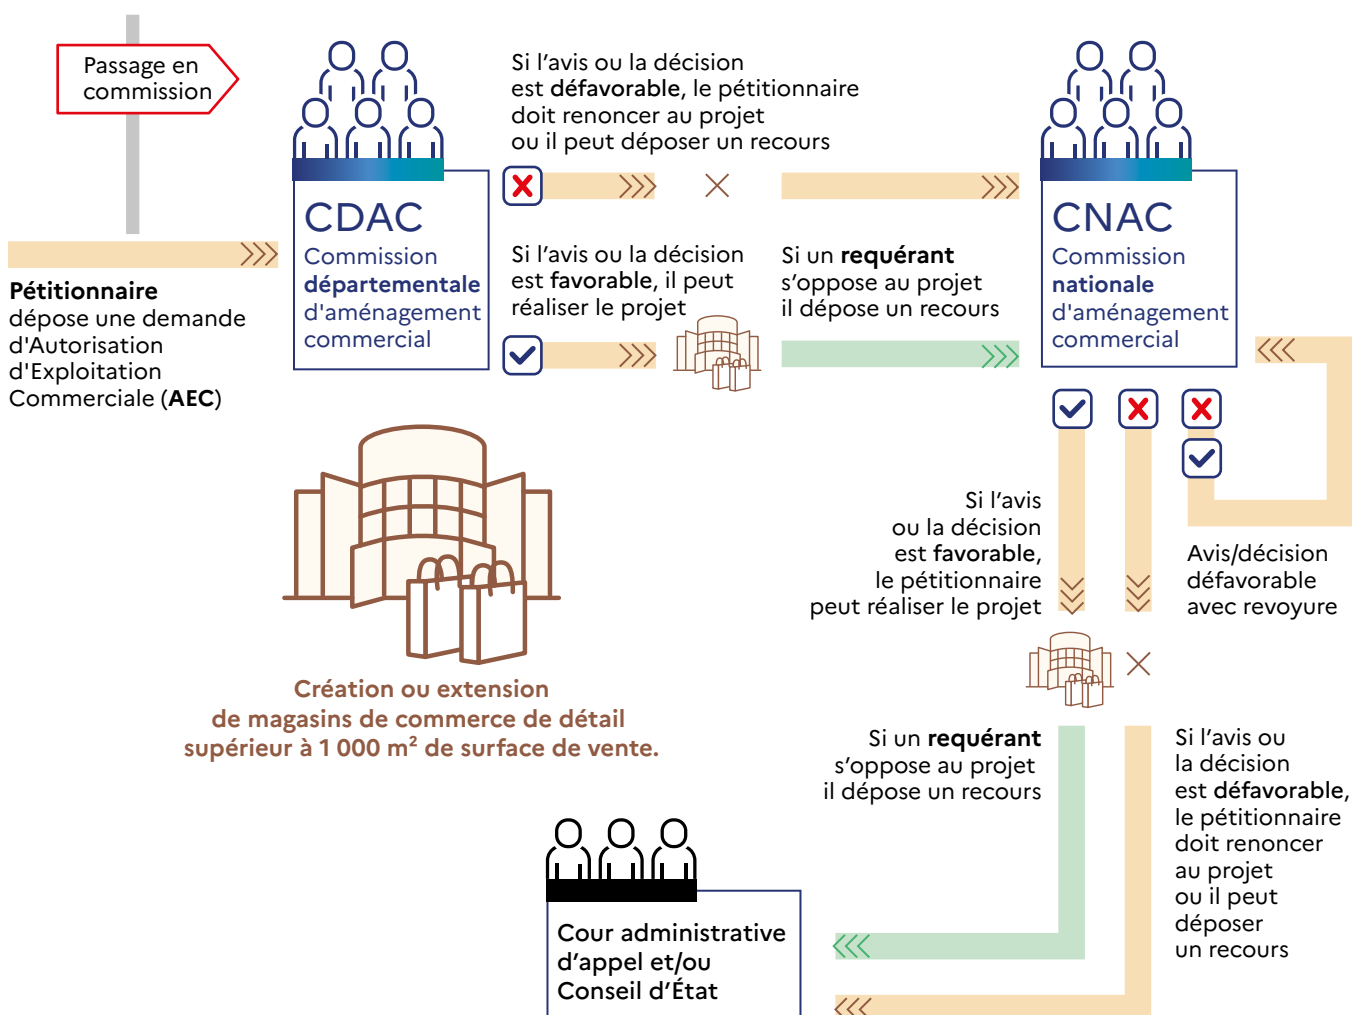 Passage en
commission
Pétitionnaire
dépose une demande
d'Autorisation
d'Exploitation
Commerciale (AEC)
CDAC
Commission
départementale
d'aménagement
commercial
Si l'avis ou la décision
est défavorable, le pétitionnaire
doit renoncer au projet
ou il peut déposer un recours
Si l'avis ou la décision
est favorable, il peut
réaliser le projet
Si un requérant
s'oppose au projet
il dépose un recours
CNAC
Commission
nationale
d'aménagement
commercial
Si l'avis
ou la décision
est favorable,
le pétitionnaire
peut réaliser le projet
Avis/décision
défavorable
avec revoyure
Création ou extension
de magasins de commerce de détail
supérieur à 1 000 m² de surface de vente.
Si un requérant
s'oppose au projet
il dépose un recours
Si l'avis ou
la décision
est défavorable,
le pétitionnaire
doit renoncer
au projet
ou il peut
déposer
un recours
Cour administrative
d'appel et/ou
Conseil d'État